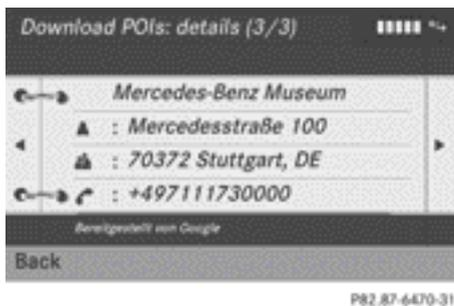 Download POIs: details (3/3)
Mercedes-Benz Museum
: Mercedesstraße 100
: 70372 Stuttgart, DE
: +497111730000
Bereitgestellt von Google
Back
P82.87-6470-31